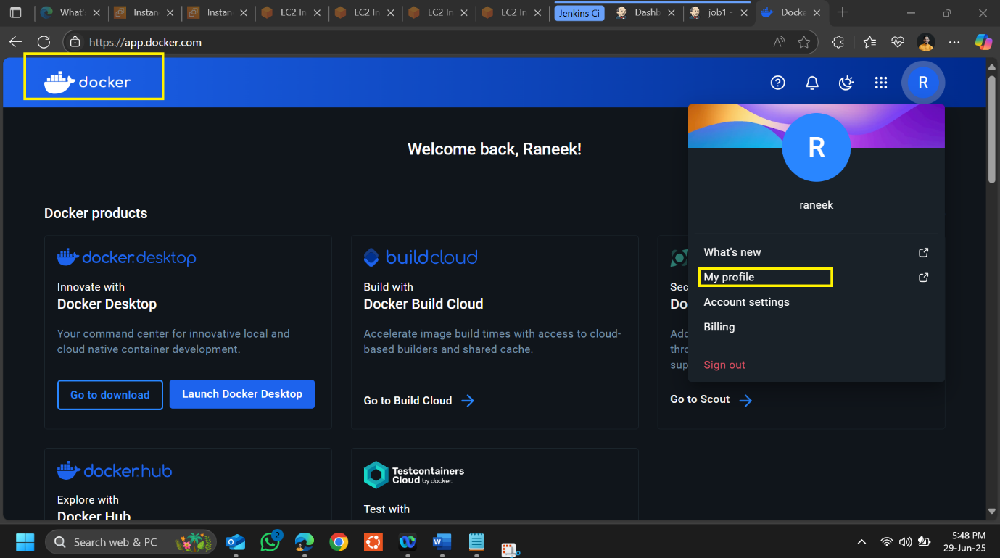 What'
Instan
Instan
EC2 In
EC2 In
EC2 In
EC2 In
Jenkins Ci
Dashb
job1 -
Docke
https://app.docker.com
docker
R
Welcome back, Raneek!
R
raneek
What's new
My profile
Account settings
Billing
Sign out
Docker products
docker.desktop
Innovate with
Docker Desktop
Your command center for innovative local and
cloud native container development.
Go to download
Launch Docker Desktop
build cloud
Build with
Docker Build Cloud
Accelerate image build times with access to cloud-
based builders and shared cache.
Go to Build Cloud
Sec
Do
Add
thro
sup
Go to Scout
docker.hub
Explore with
Docker Hub
Testcontainers
Cloud by docker.
Test with
Search web & PC
2
5:48 PM
29-Jun-25